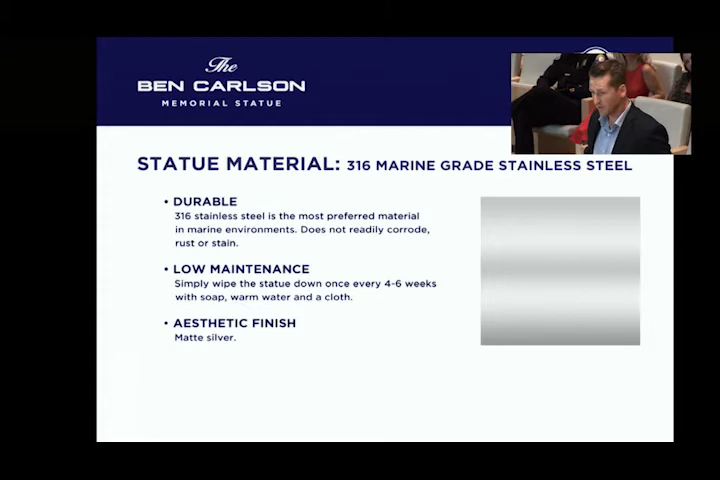 The
BEN CARLSON
MEMORIAL STATUE
STATUE MATERIAL: 316 MARINE GRADE STAINLESS STEEL
• DURABLE
316 stainless steel is the most preferred material
in marine environments. Does not readily corrode,
rust or stain.
• LOW MAINTENANCE
Simply wipe the statue down once every 4-6 weeks
with soap, warm water and a cloth.
• AESTHETIC FINISH
Matte silver.